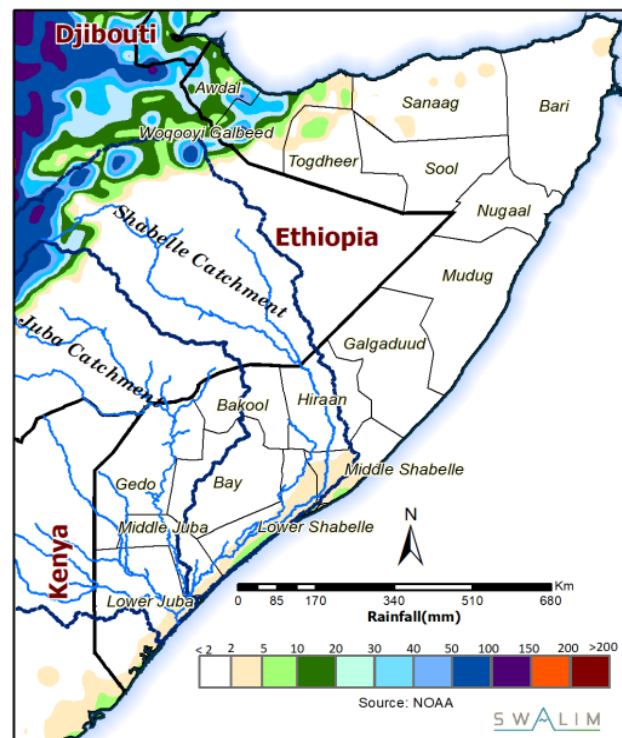 Djibouti
Awdal
Woqooyi Galbeed
Sanaag
Bari
Togdheer
Sool
Nugaal
Ethiopia
Shabelle Catchment
Mudug
Galgaduud
Juba Catchment
Bakool
Hiraan
Middle Shabelle
Gedo
Bay
Middle Juba
Lower Shabelle
Kenya
Lower Juba
N
Km
0 85 170 340 510 680
Rainfall(mm)
< 2 2 5 10 20 30 40 50 100 150 200 >200
Source: NOAA
SWALIM